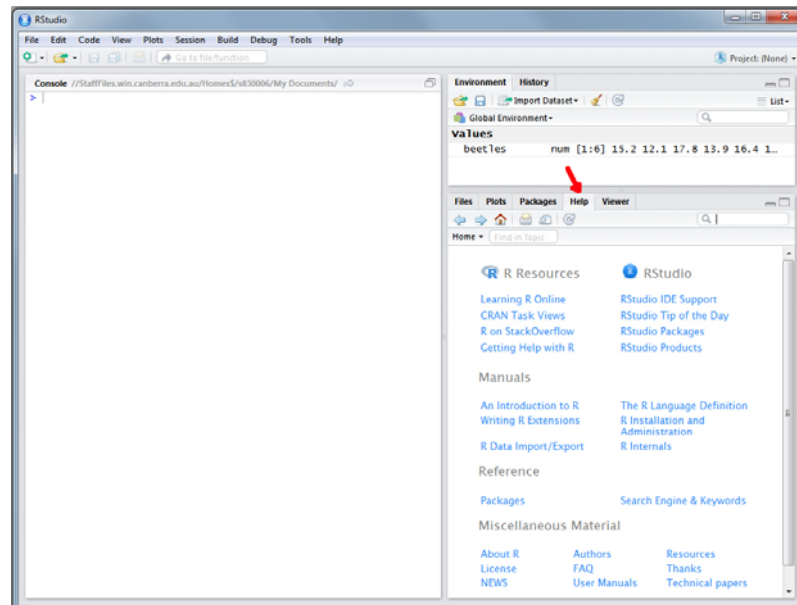 RStudio
File Edit Code View Plots Session Build Debug Tools Help
Go to file/function
Project: (None)
Console //StaffFiles.win.canberra.edu.au/Homes$/s830006/My Documents/
>
Environment History
Import Dataset
List
Global Environment
values
beetles num [1:6] 15.2 12.1 17.8 13.9 16.4 1…
Files Plots Packages Help Viewer
Home Find in Topic
R R Resources
R RStudio
Learning R Online
RStudio IDE Support
CRAN Task Views
RStudio Tip of the Day
R on StackOverflow
RStudio Packages
Getting Help with R
RStudio Products
Manuals
An Introduction to R
The R Language Definition
Writing R Extensions
R Installation and
Administration
R Data Import/Export
R Internals
Reference
Packages
Search Engine & Keywords
Miscellaneous Material
About R Authors Resources
License FAQ Thanks
NEWS User Manuals Technical papers